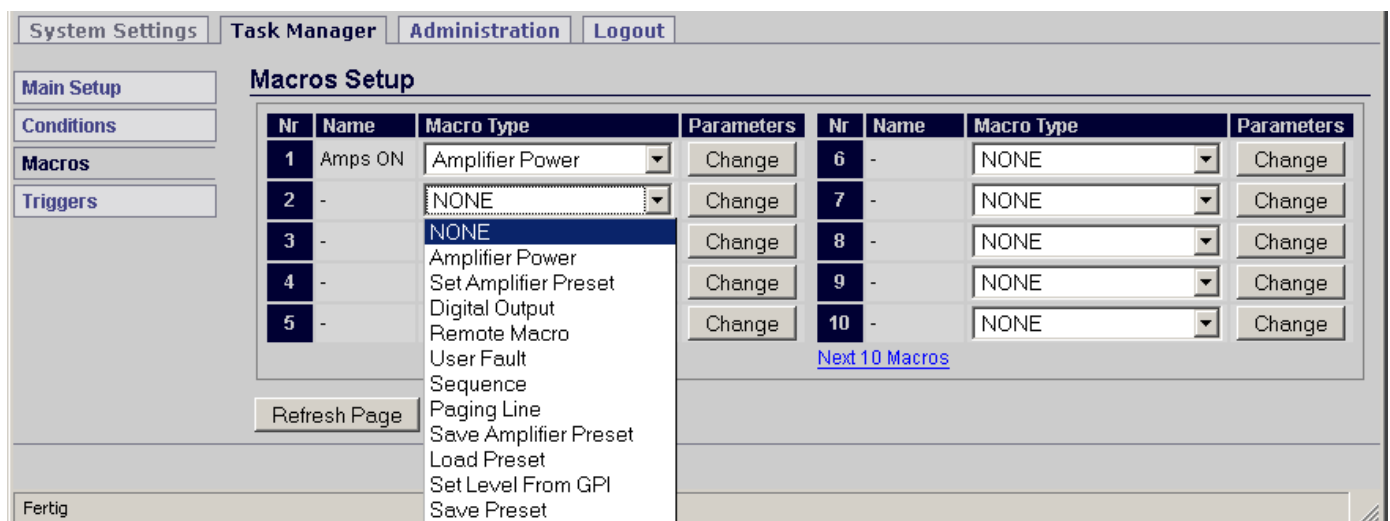 System Settings Task Manager Administration Logout
Main Setup
Conditions
Macros
Triggers
Macros Setup
Nr Name Macro Type Parameters Nr Name Macro Type Parameters
1 Amps ON Amplifier Power Change 6 - NONE Change
2 - NONE Change 7 - NONE Change
3 - Change 8 - NONE Change
4 - Change 9 - NONE Change
5 - Change 10 - NONE Change
NONE
Amplifier Power
Set Amplifier Preset
Digital Output
Remote Macro
User Fault
Sequence
Paging Line
Save Amplifier Preset
Load Preset
Set Level From GPI
Save Preset
Next 10 Macros
Refresh Page
Fertig